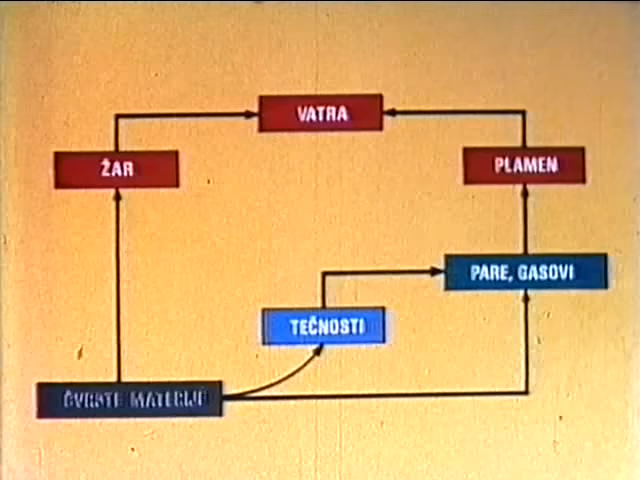 VATRA
ŽAR
PLAMEN
PARE, GASOVI
TEČNOSTI
ČVRSTE MATERIJE